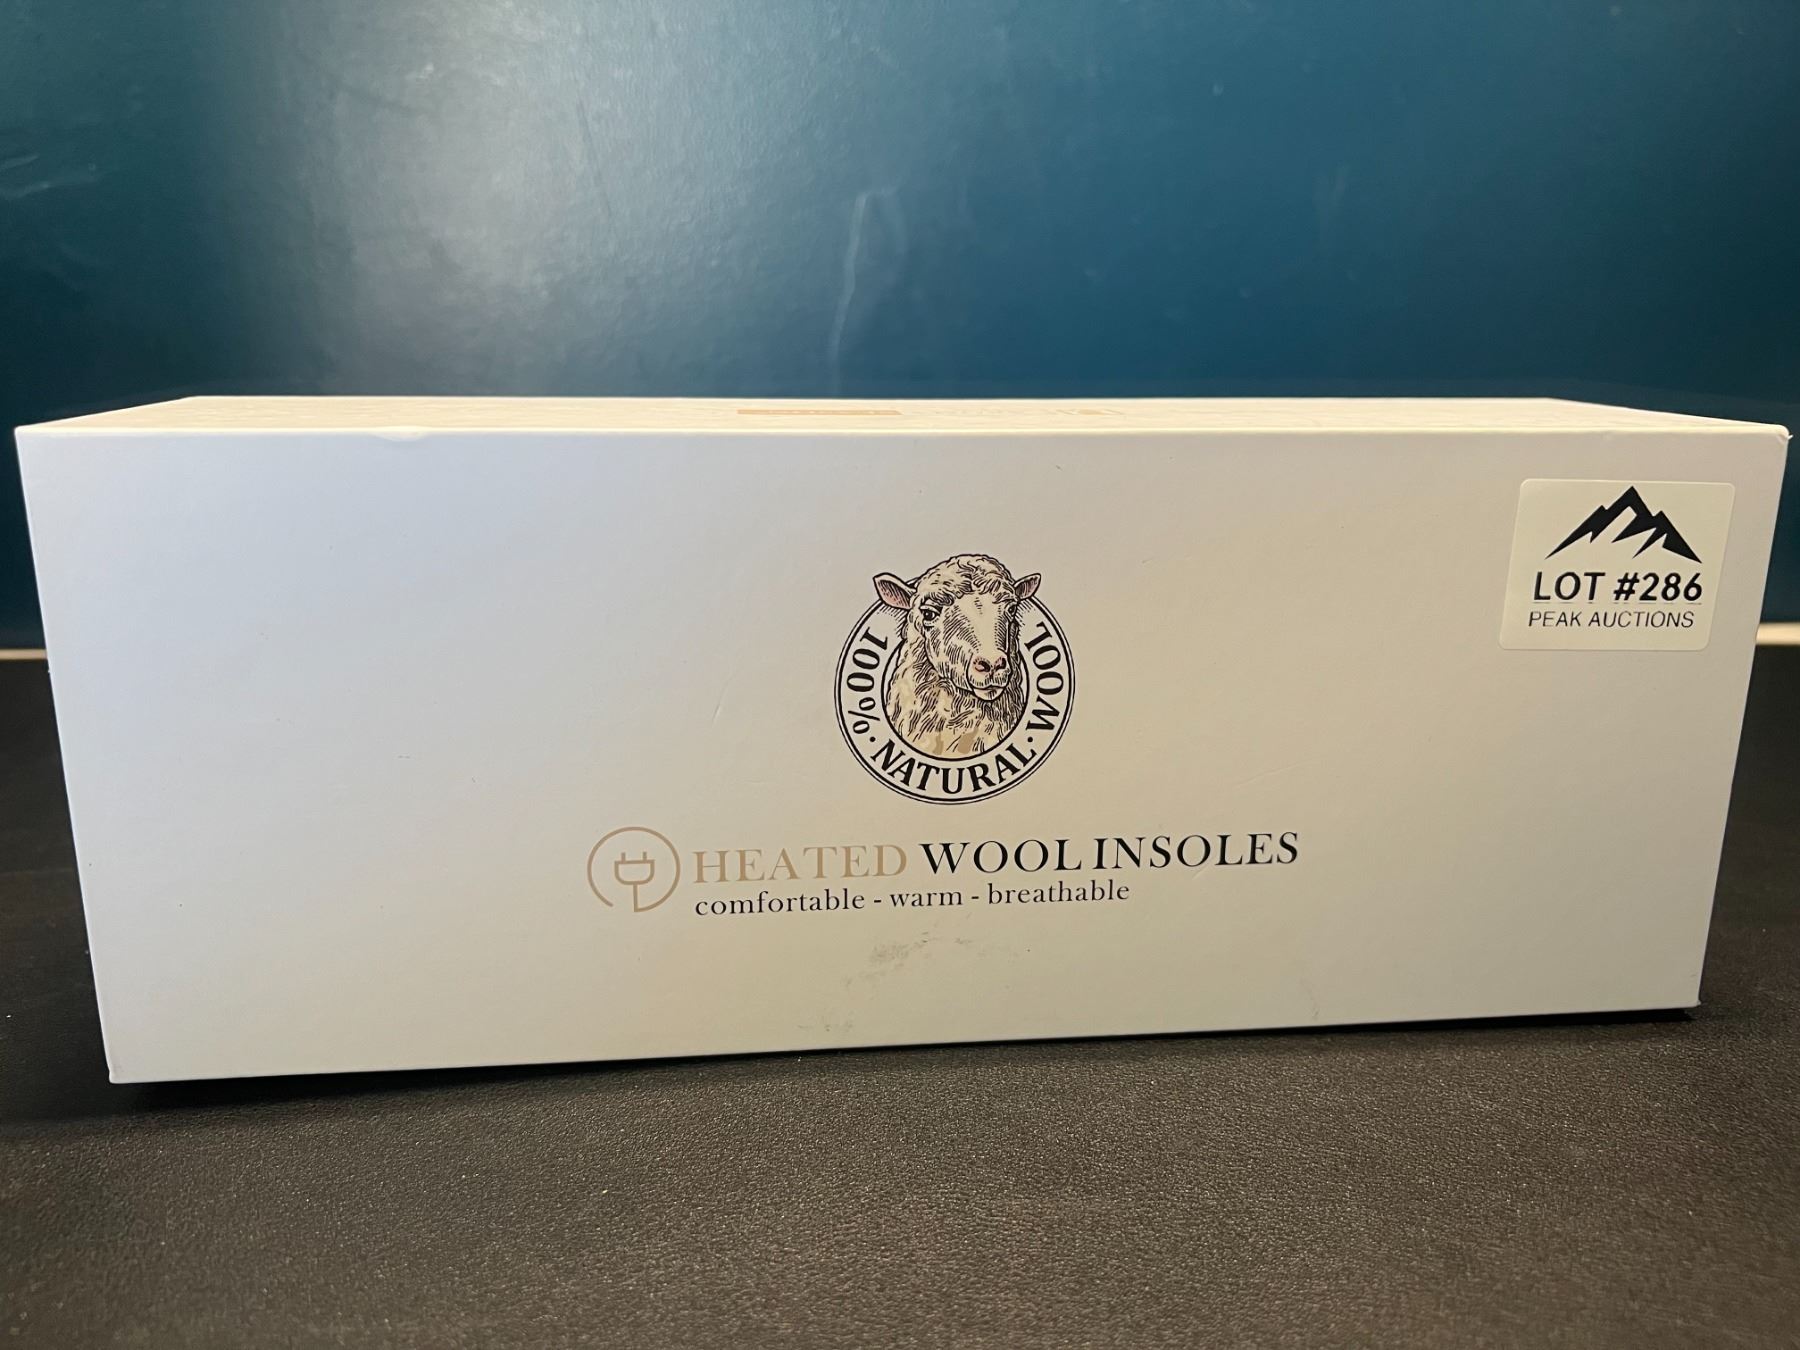 LOT #286
PEAK AUCTIONS
100% · NATURAL · WOOL
HEATED WOOL INSOLES
comfortable - warm - breathable